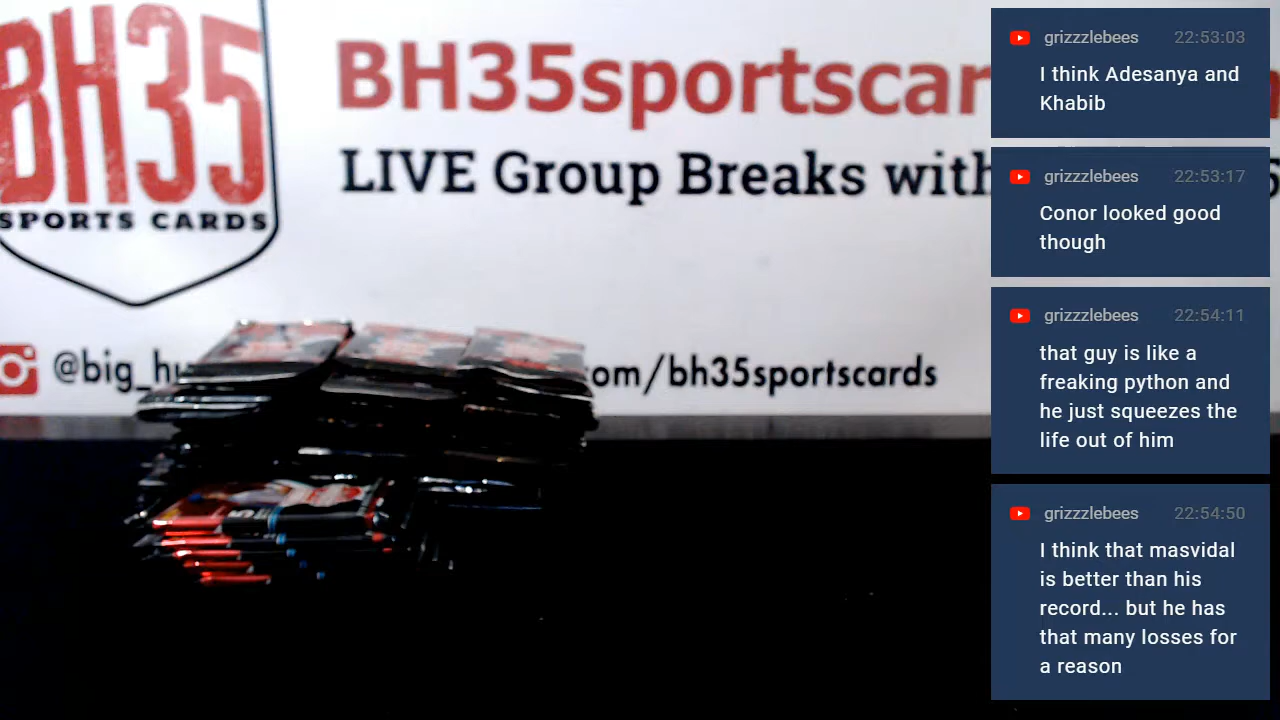 BH35
SPORTS CARDS
BH35sportscar
LIVE Group Breaks with
@big_hu
om/bh35sportscards
grizzzlebees 22:53:03
I think Adesanya and
Khabib
grizzzlebees 22:53:17
Conor looked good
though
grizzzlebees 22:54:11
that guy is like a
freaking python and
he just squeezes the
life out of him
grizzzlebees 22:54:50
I think that masvidal
is better than his
record... but he has
that many losses for
a reason